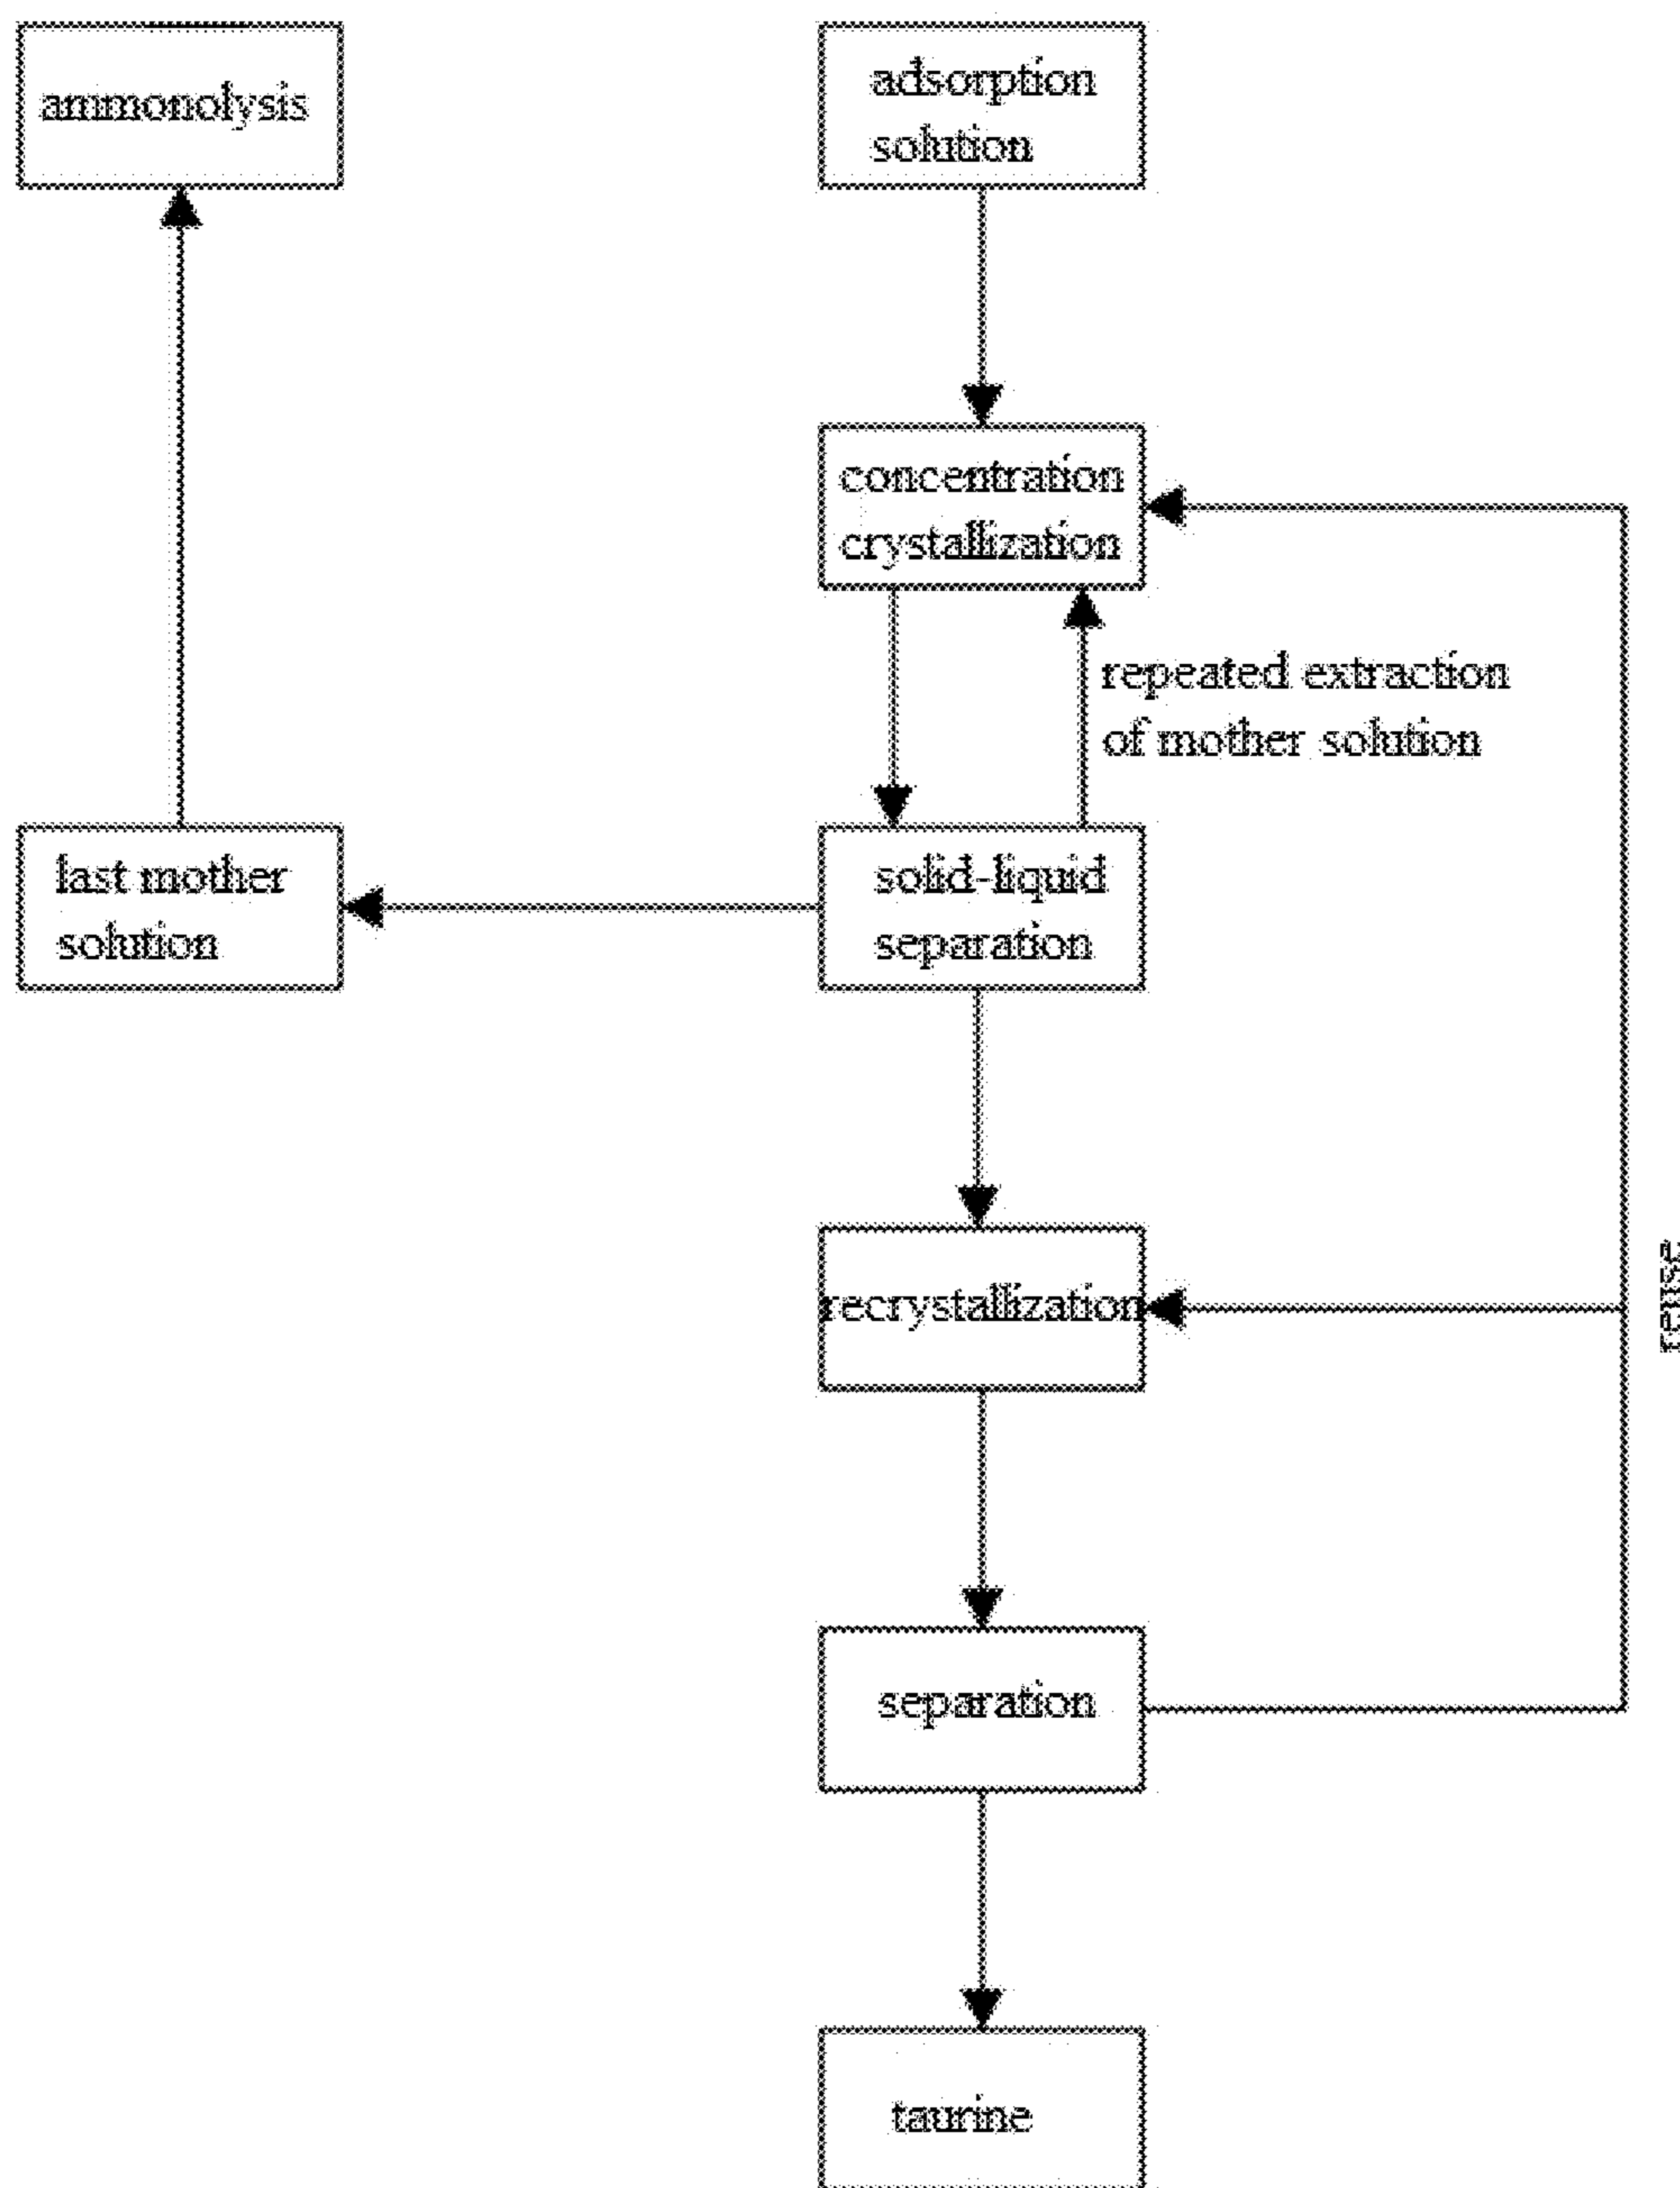 ammonolysis
adsorption
solution
concentration
crystallization
repeated extraction
of mother solution
last mother
solution
solid-liquid
separation
recrystallization
reuse
separation
taurine